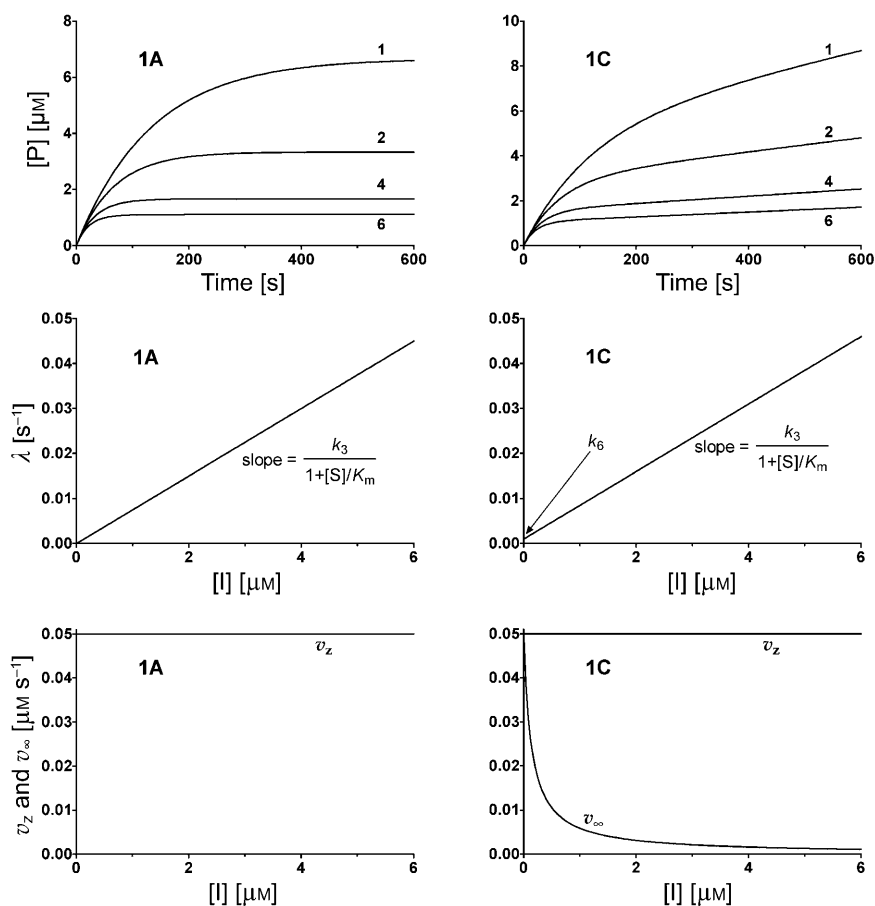 [P] [µM]
8
6
4
2
0
1A
1
2
4
6
0 200 400 600
Time [s]
10
8
6
4
2
0
1C
1
2
4
6
0 200 400 600
Time [s]
λ [s⁻¹]
0.05
0.04
0.03
0.02
0.01
0.00
1A
slope = k₃
1+[S]/Kₘ
0 2 4 6
[I] [µM]
0.05
0.04
0.03
0.02
0.01
0.00
1C
k₆
slope = k₃
1+[S]/Kₘ
0 2 4 6
[I] [µM]
v_z and v_∞ [µM s⁻¹]
0.05
0.04
0.03
0.02
0.01
0.00
v_z
1A
0 2 4 6
[I] [µM]
0.05
0.04
0.03
0.02
0.01
0.00
v_z
1C
v_∞
0 2 4 6
[I] [µM]